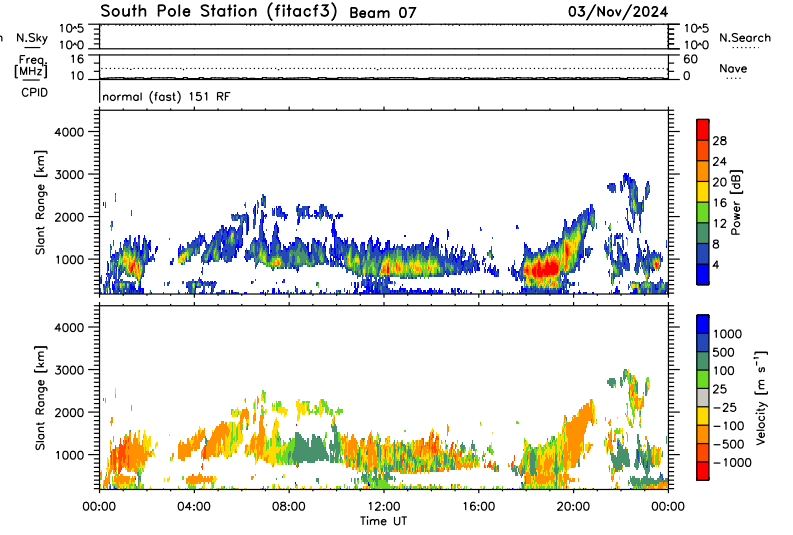 South Pole Station (fitacf3) Beam 07 03/Nov/2024
N.Sky 10^5 10^0 10^5 10^0 N.Search
Freq. [MHz] 16 10 60 0 Nave
CPID normal (fast) 151 RF
Slant Range [km] 4000 3000 2000 1000
28 24 20 16 12 8 4 Power [dB]
Slant Range [km] 4000 3000 2000 1000
1000 500 100 25 −25 −100 −500 −1000 Velocity [m s⁻¹]
00:00 04:00 08:00 12:00 16:00 20:00 00:00
Time UT